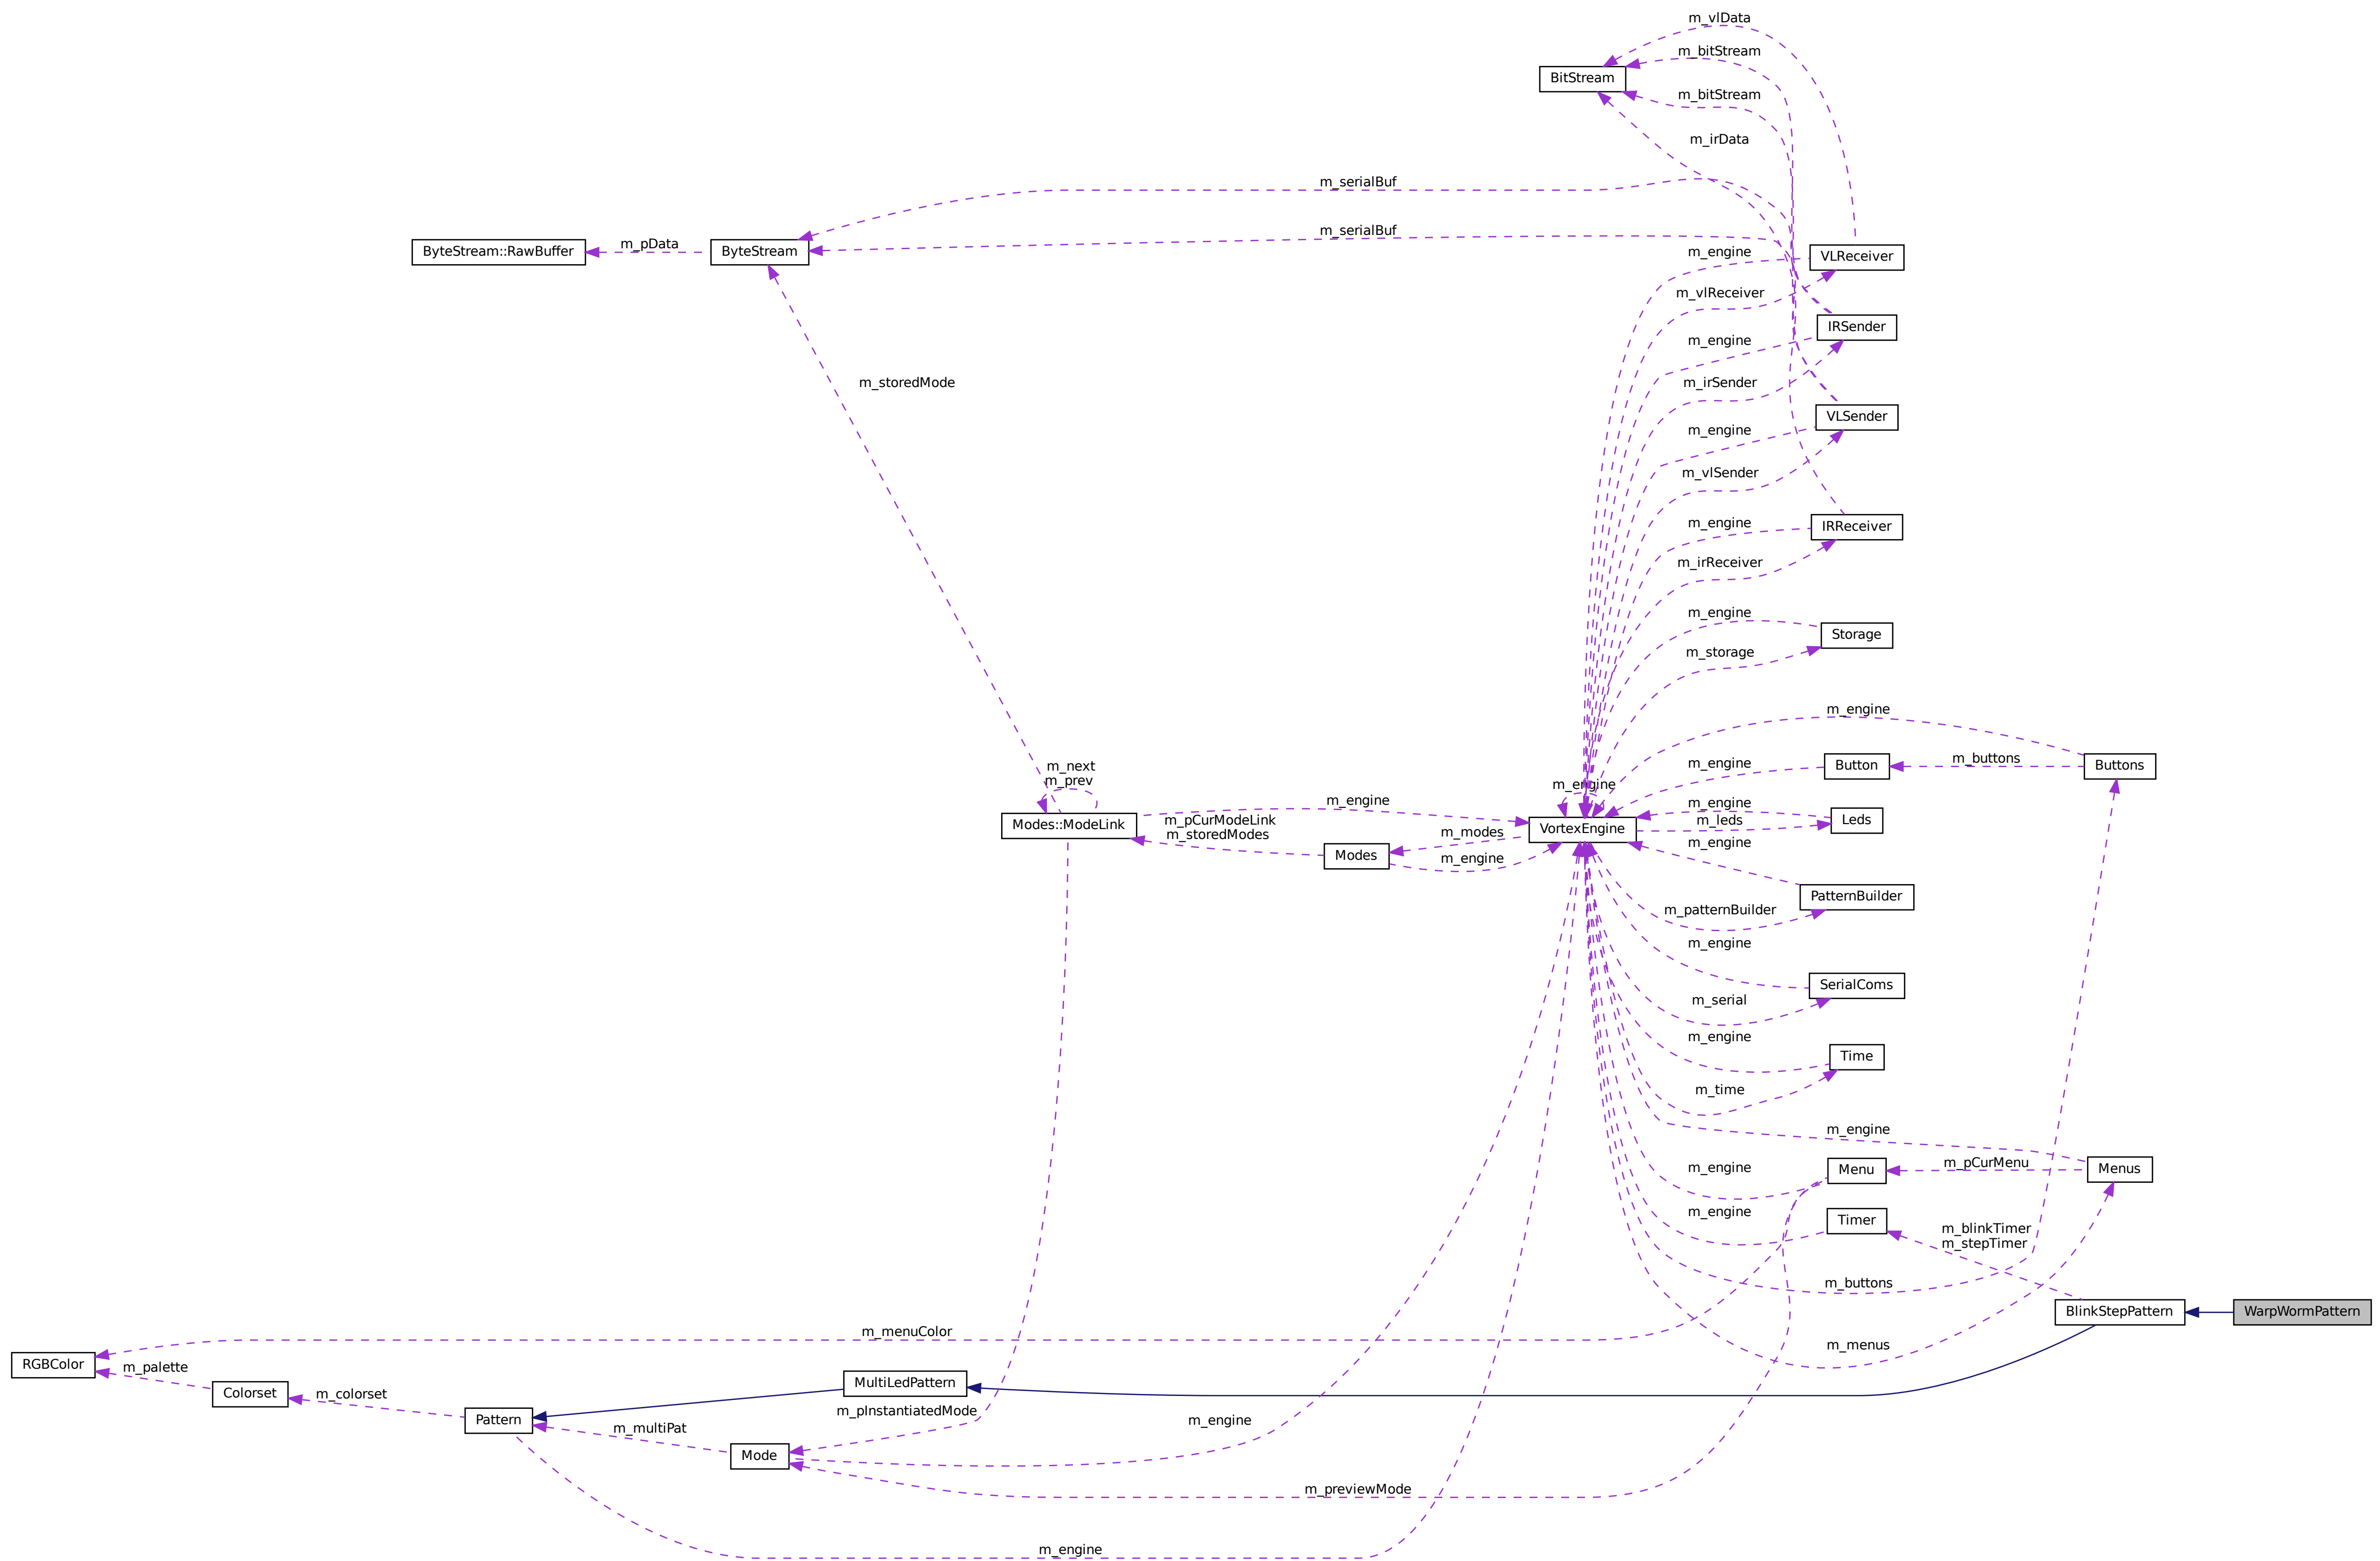 m_vlData
m_bitStream
BitStream
m_bitStream
m_irData
m_serialBuf
m_serialBuf
ByteStream::RawBuffer
m_pData
ByteStream
m_engine
VLReceiver
m_vlReceiver
IRSender
m_engine
m_storedMode
m_irSender
VLSender
m_engine
m_vlSender
m_engine
IRReceiver
m_irReceiver
m_engine
Storage
m_storage
m_engine
m_buttons
m_next
m_prev
m_engine
Button
Buttons
m_engine
m_engine
m_engine
Modes::ModeLink
m_pCurModeLink
m_storedModes
m_modes
VortexEngine
m_leds
Leds
m_engine
Modes
m_engine
PatternBuilder
m_patternBuilder
m_engine
SerialComs
m_serial
m_engine
Time
m_time
m_engine
m_engine
Menu
m_pCurMenu
Menus
m_engine
Timer
m_blinkTimer
m_stepTimer
m_buttons
BlinkStepPattern
WarpWormPattern
m_menuColor
m_menus
RGBColor
m_palette
Colorset
m_colorset
MultiLedPattern
m_pInstantiatedMode
Pattern
m_multiPat
m_engine
Mode
m_previewMode
m_engine